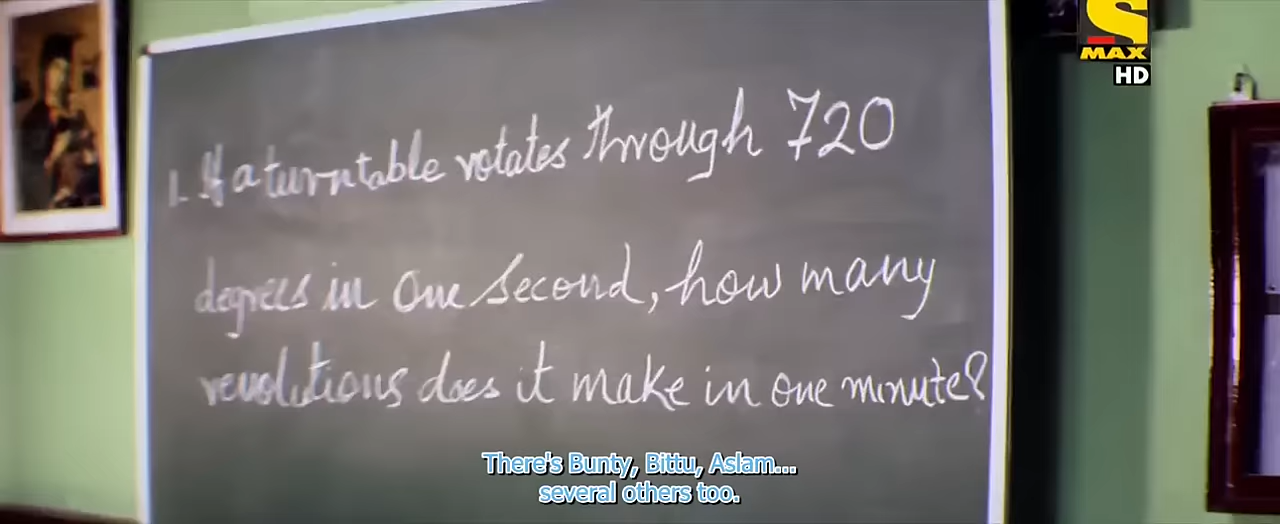 S
MAX
HD
1. If a turntable rotates through 720
degrees in one second, how many
revolutions does it make in one minute?
There's Bunty, Bittu, Aslam...
several others too.